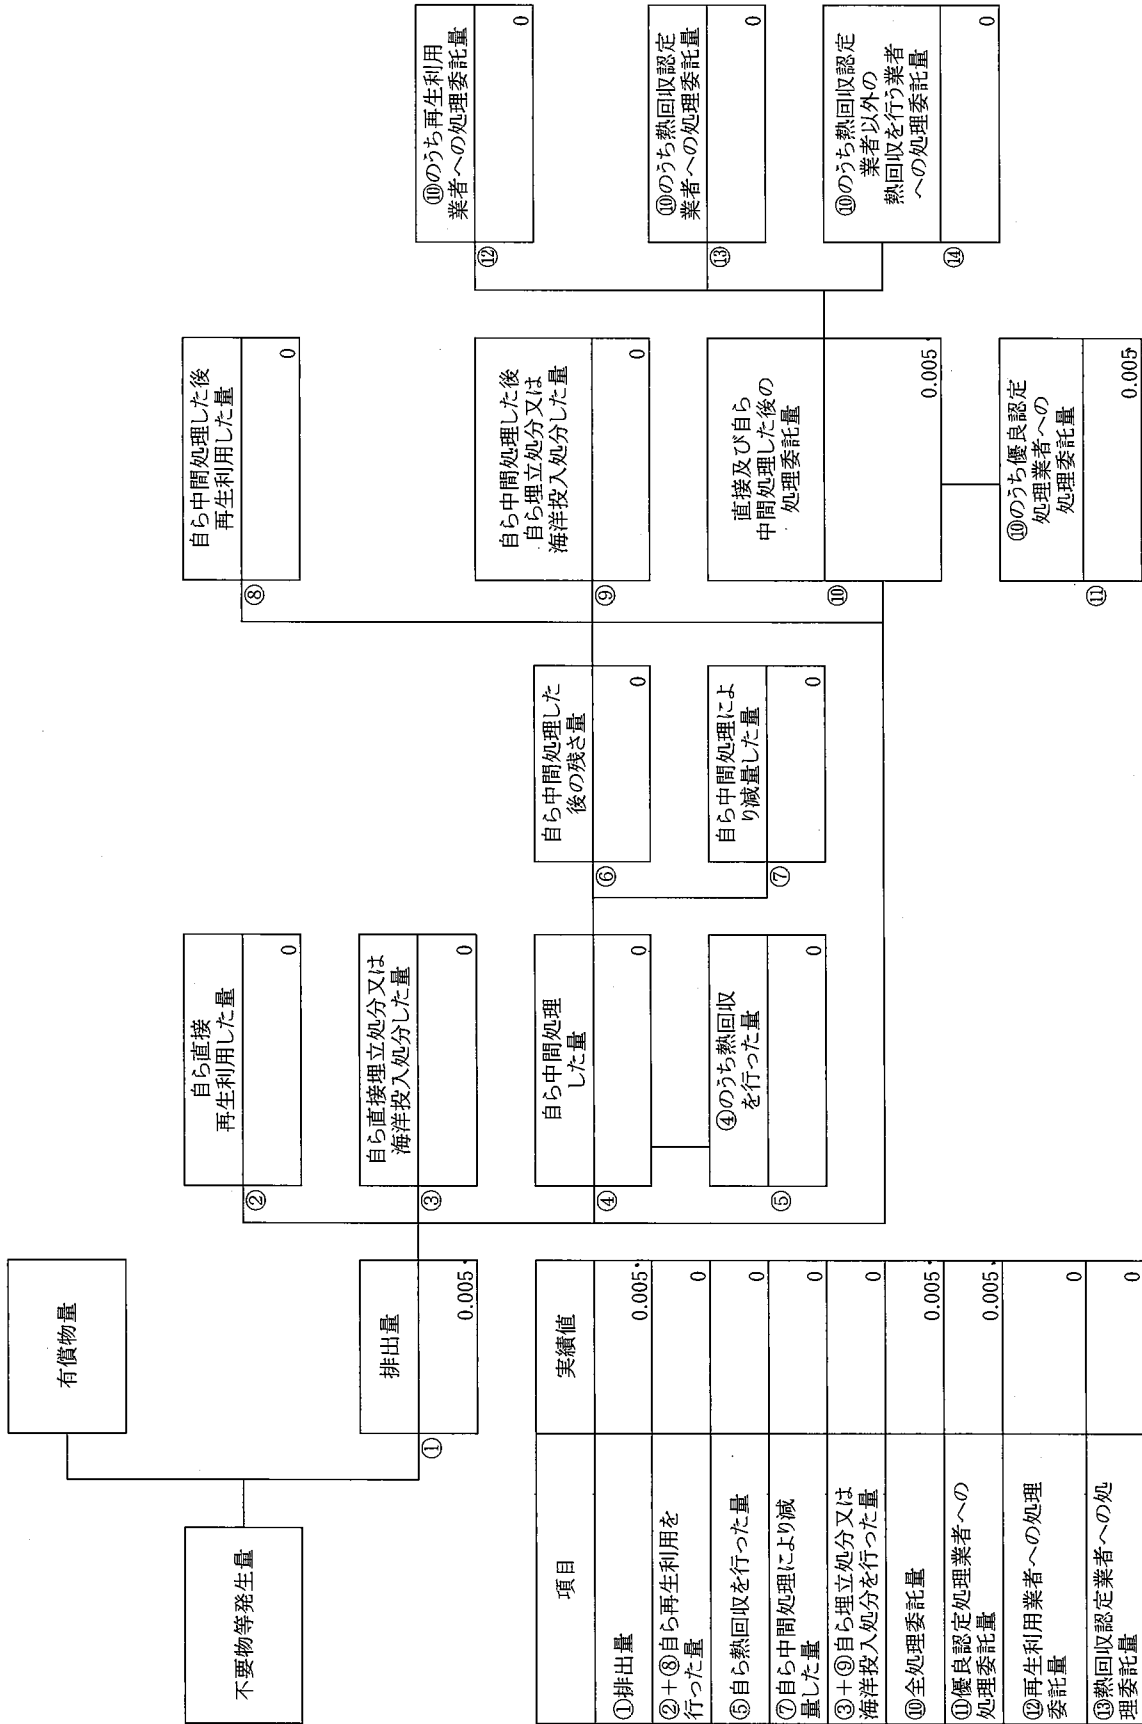 不要物等発生量
有償物量
排出量
①
0.005
自ら直接
再生利用した量
②
0
自ら直接埋立処分又は
海洋投入処分した量
③
0
自ら中間処理
した量
④
0
④のうち熱回収
を行った量
⑤
0
自ら中間処理した
後の残さ量
⑥
0
自ら中間処理によ
り減量した量
⑦
0
自ら中間処理した後
再生利用した量
⑧
0
自ら中間処理した後
自ら埋立処分又は
海洋投入処分した量
⑨
0
直接及び自ら
中間処理した後の
処理委託量
⑩
0.005
⑩のうち優良認定
処理業者への
処理委託量
⑪
0.005
⑩のうち再生利用
業者への処理委託量
⑫
0
⑩のうち熱回収認定
業者への処理委託量
⑬
0
⑩のうち熱回収認定
業者以外の
熱回収を行う業者
への処理委託量
⑭
0
項目 実績値
①排出量 0.005
②+⑧自ら再生利用を
行った量 0
⑤自ら熱回収を行った量 0
⑦自ら中間処理により減
量した量 0
③+⑨自ら埋立処分又は
海洋投入処分を行った量 0
⑩全処理委託量 0.005
⑪優良認定処理業者への
処理委託量 0.005
⑫再生利用業者への処理
委託量 0
⑬熱回収認定業者への処
理委託量 0